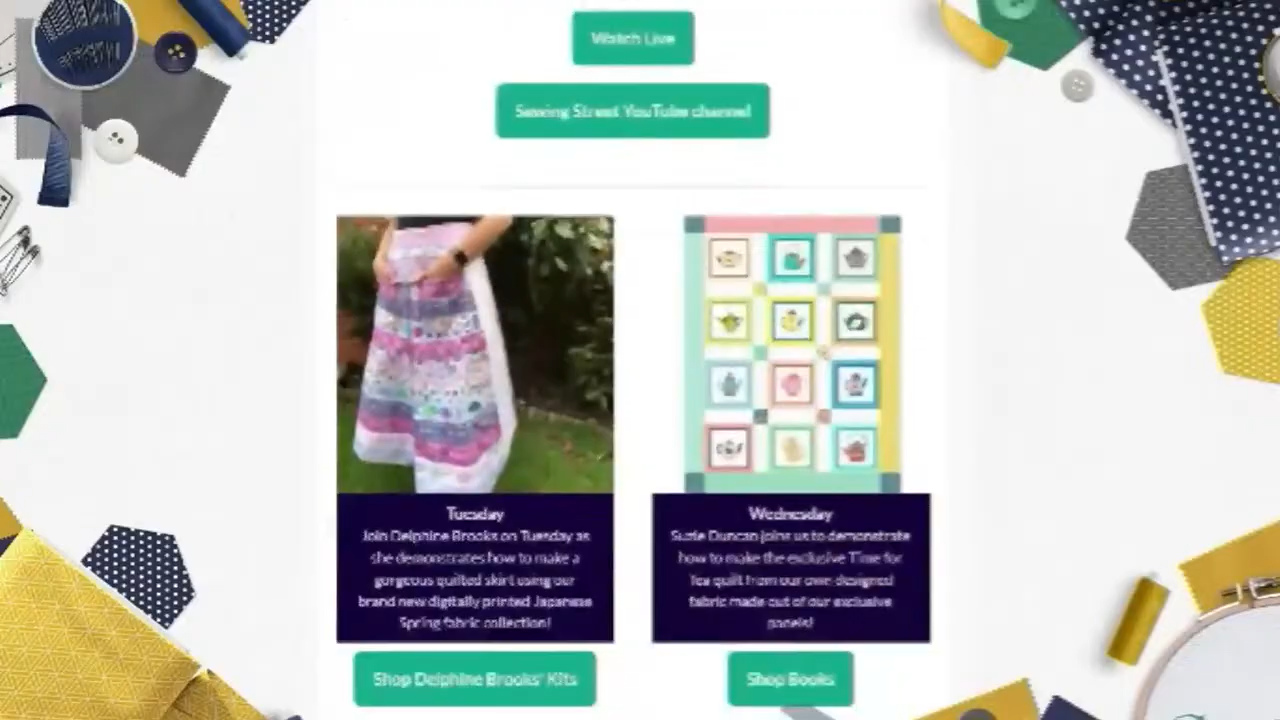 Watch Live
Sewing Street YouTube channel
Tuesday
Join Delphine Brooks on Tuesday as
she demonstrates how to make a
gorgeous quilted skirt using our
brand new digitally printed Japanese
Spring fabric collection!
Wednesday
Suzie Duncan joins us to demonstrate
how to make the exclusive Time for
Tea quilt from our own designed
fabric made out of our exclusive
panels!
Shop Delphine Brooks' Kits
Shop Books